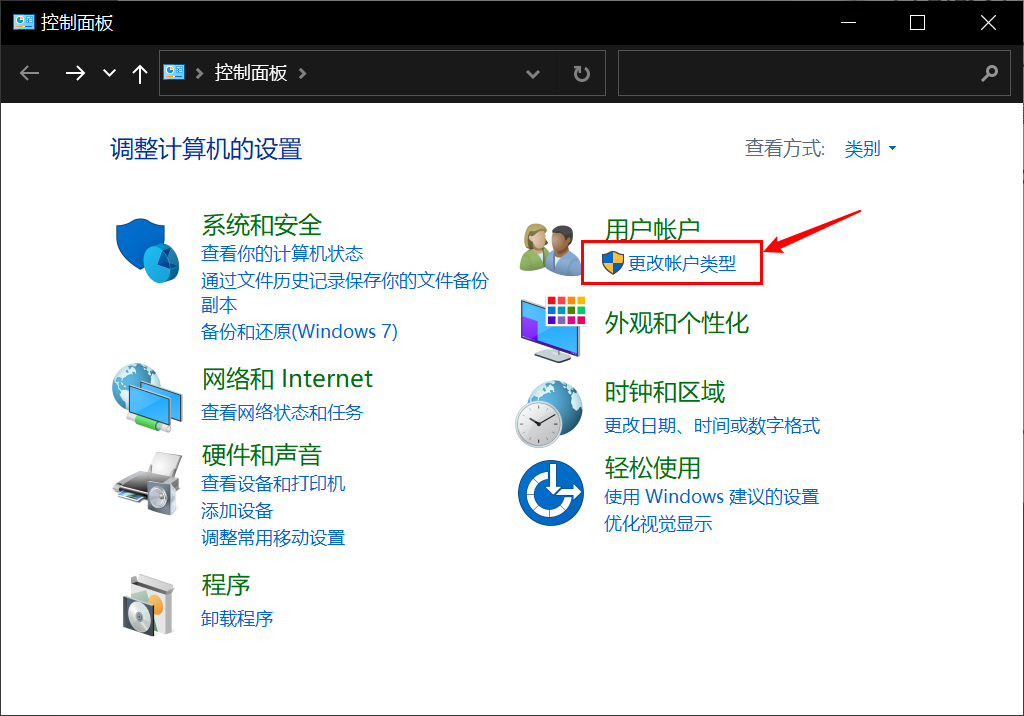 控制面板
控制面板
调整计算机的设置
查看方式: 类别
系统和安全
查看你的计算机状态
通过文件历史记录保存你的文件备份
副本
备份和还原(Windows 7)
网络和 Internet
查看网络状态和任务
硬件和声音
查看设备和打印机
添加设备
调整常用移动设置
程序
卸载程序
用户帐户
更改帐户类型
外观和个性化
时钟和区域
更改日期、时间或数字格式
轻松使用
使用 Windows 建议的设置
优化视觉显示